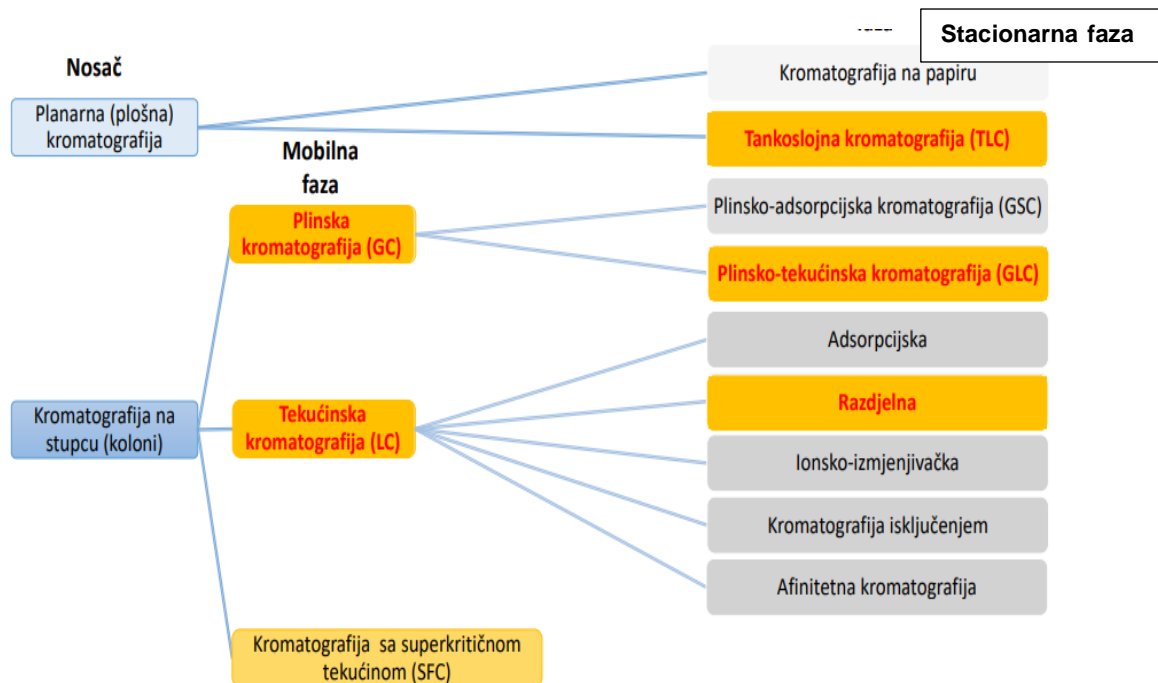 Stacionarna faza
Nosač
Kromatografija na papiru
Planarna (plošna)
kromatografija
Tankoslojna kromatografija (TLC)
Mobilna
faza
Plinska
kromatografija (GC)
Plinsko-adsorpcijska kromatografija (GSC)
Plinsko-tekućinska kromatografija (GLC)
Adsorpcijska
Kromatografija na
stupcu (koloni)
Tekućinska
kromatografija (LC)
Razdjelna
Ionsko-izmjenjivačka
Kromatografija isključenjem
Afinitetna kromatografija
Kromatografija sa superkritičnom
tekućinom (SFC)